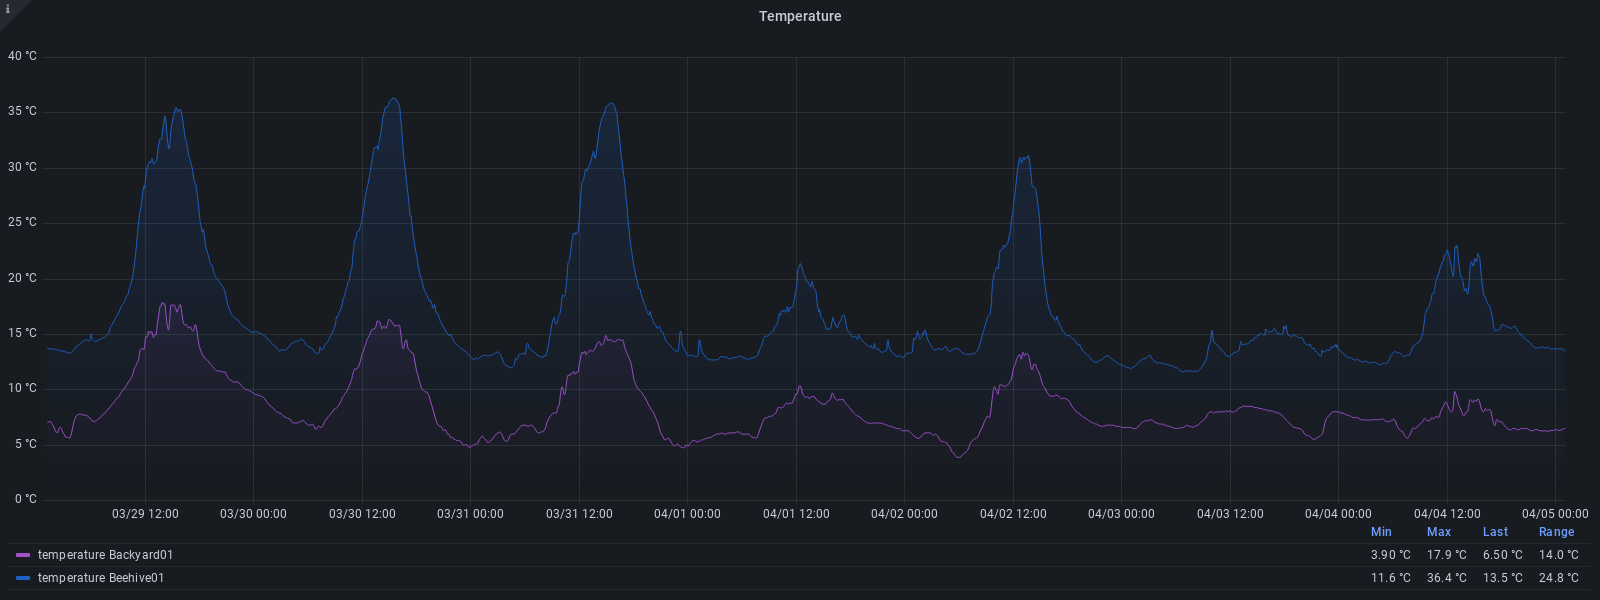 i
Temperature
40 °C
35 °C
30 °C
25 °C
20 °C
15 °C
10 °C
5 °C
0 °C
03/29 12:00 03/30 00:00 03/30 12:00 03/31 00:00 03/31 12:00 04/01 00:00 04/01 12:00 04/02 00:00 04/02 12:00 04/03 00:00 04/03 12:00 04/04 00:00 04/04 12:00 04/05 00:00
Min Max Last Range
temperature Backyard01 3.90 °C 17.9 °C 6.50 °C 14.0 °C
temperature Beehive01 11.6 °C 36.4 °C 13.5 °C 24.8 °C